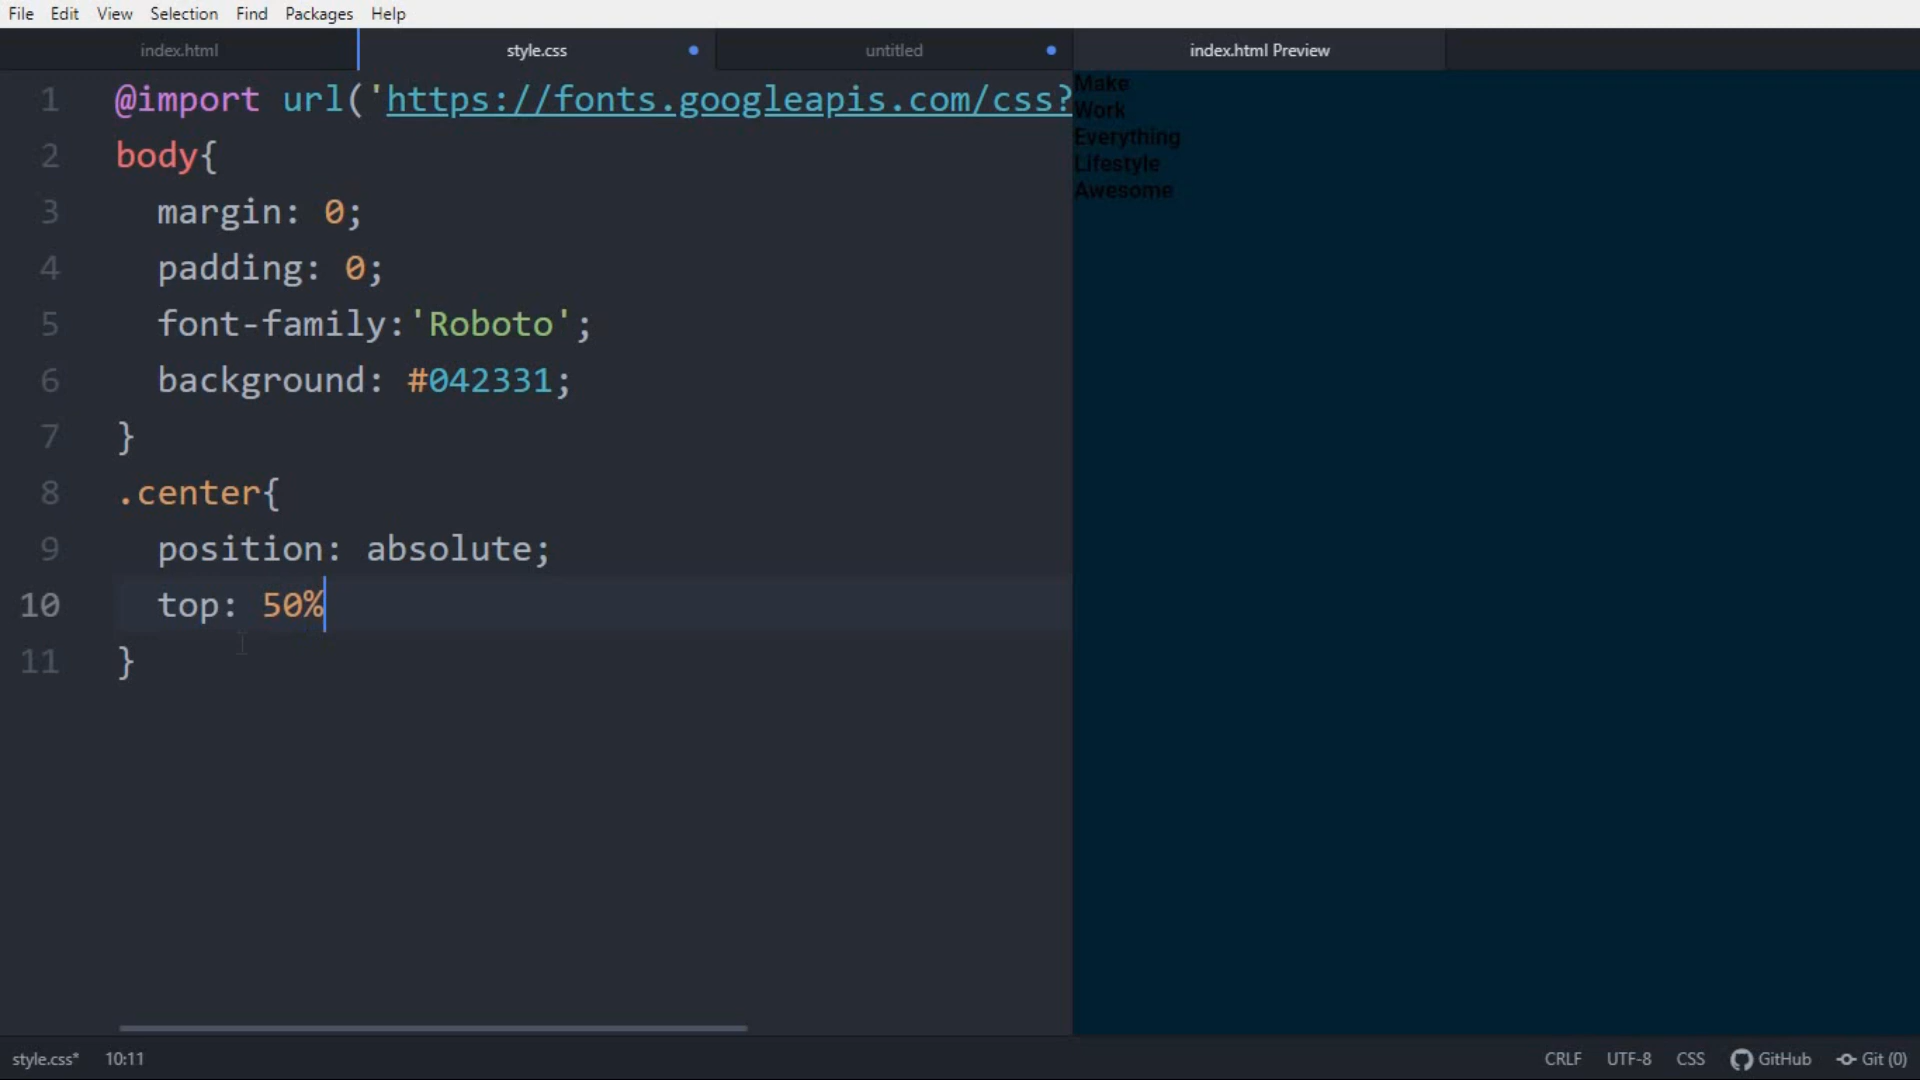 File Edit View Selection Find Packages Help
index.html style.css untitled index.html Preview
1 @import url('https://fonts.googleapis.com/css?
2 body{
3 margin: 0;
4 padding: 0;
5 font-family:'Roboto';
6 background: #042331;
7 }
8 .center{
9 position: absolute;
10 top: 50%
11 }
Make
Work
Everything
Lifestyle
Awesome
style.css* 10:11 CRLF UTF-8 CSS GitHub Git (0)